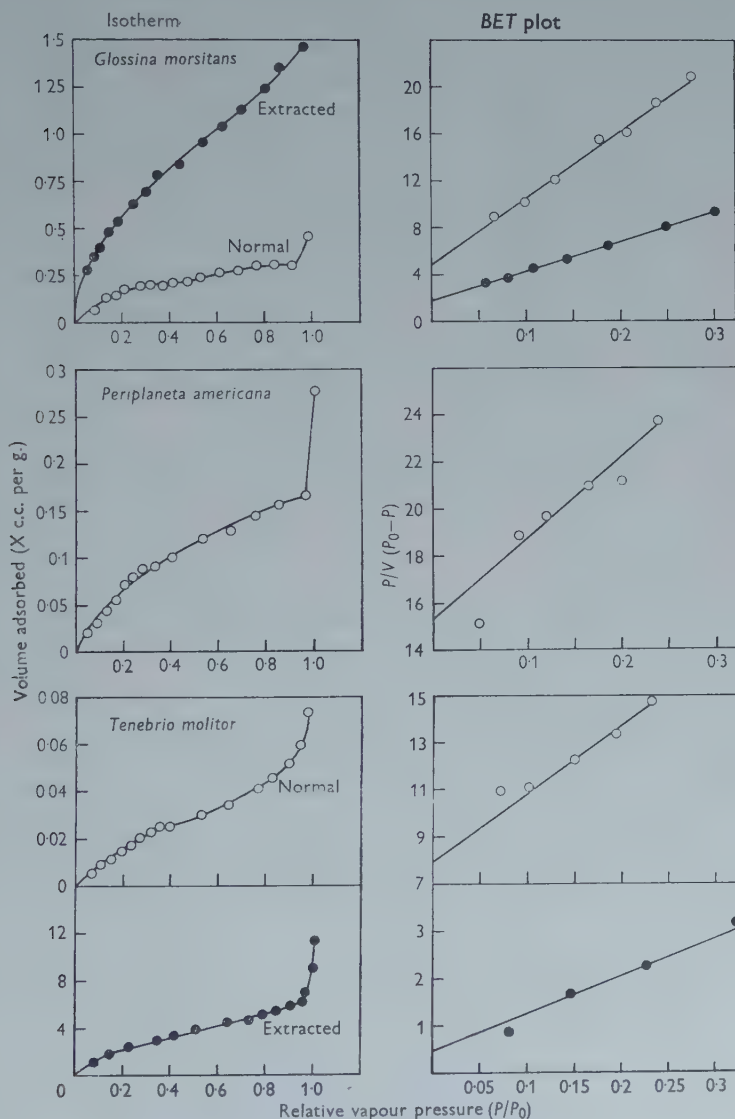 Isotherm
BET plot
1·5
Glossina morsitans
1·25
Extracted
1·0
0·75
0·5
Normal
0·25
0
0·2 0·4 0·6 0·8 1·0
20
16
12
8
4
0
0·1 0·2 0·3
0 3
Periplaneta americana
0·25
0·2
0·15
0·1
0·05
0
0·2 0·4 0·6 0·8 1·0
Volume adsorbed (X c.c. per g.)
24
22
20
18
16
14
0·1 0·2 0·3
P/V (P0−P)
0·08
Tenebrio molitor
0 06
Normal
0 04
0 02
0
15
11
9
7
12
8
4
Extracted
0
0·2 0·4 0·6 0·8 1·0
3
2
1
0·05 0·1 0·15 0·2 0·25 0·3
Relative vapour pressure (P/P0)